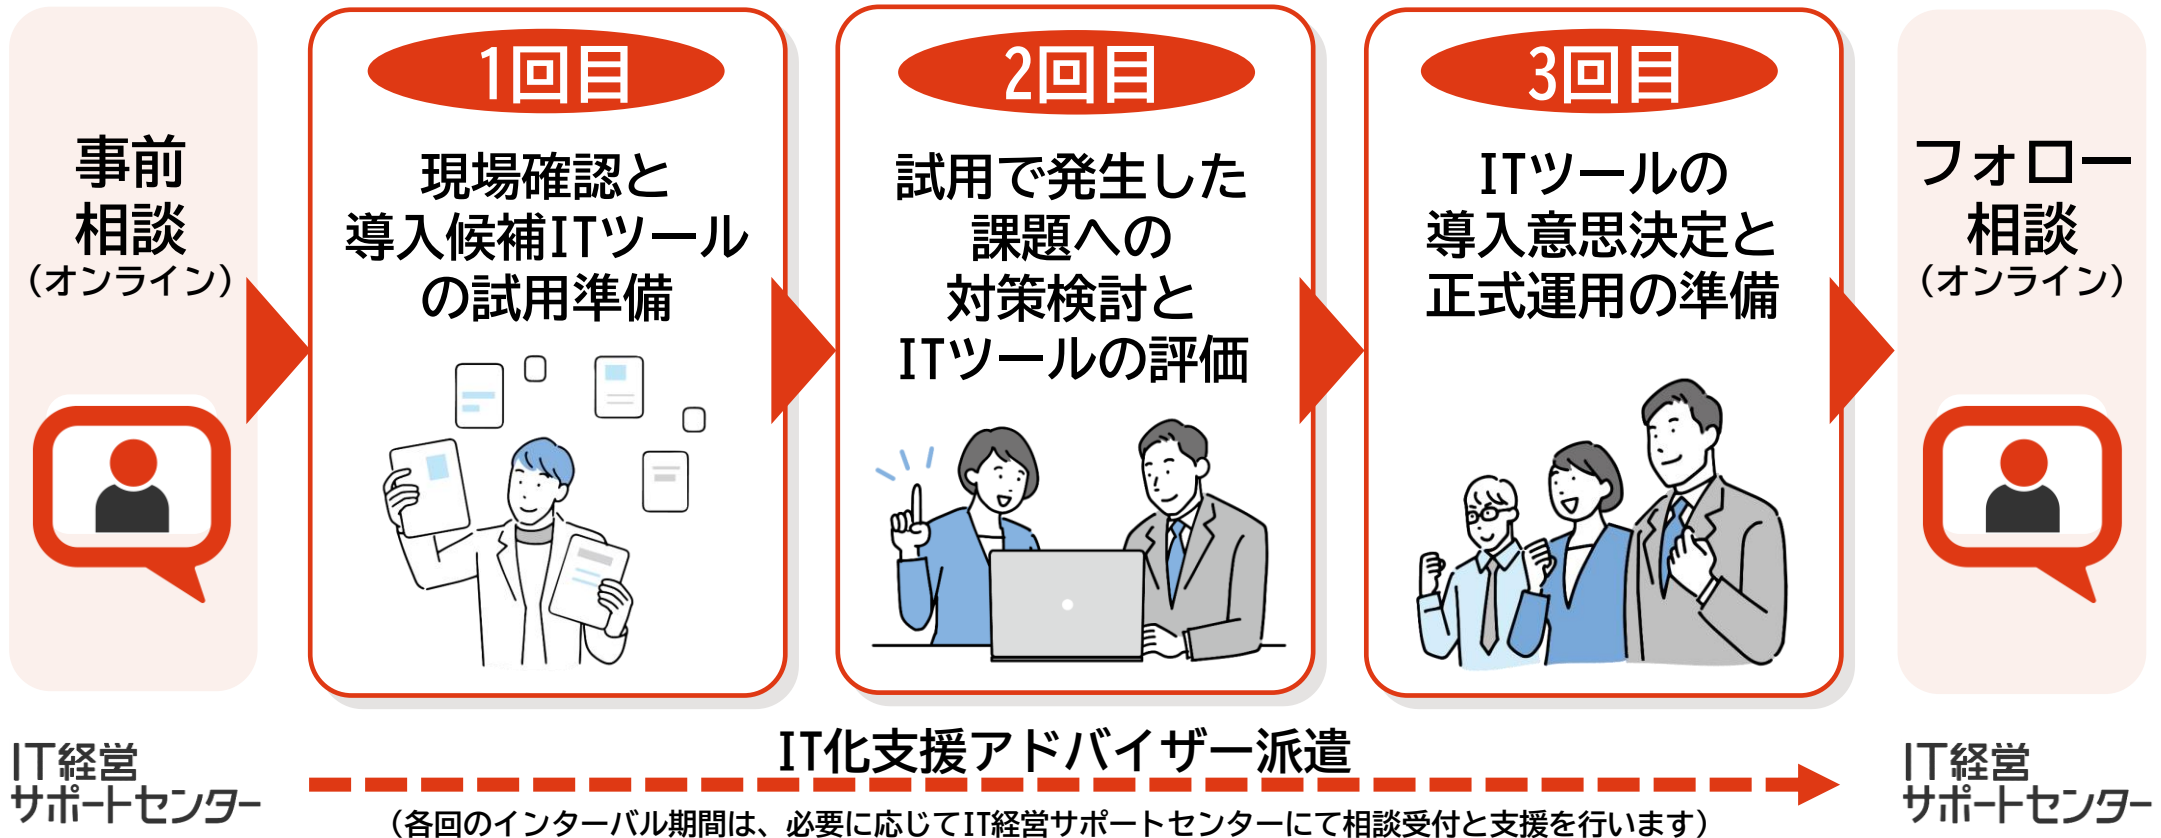 事前
相談
（オンライン）
1回目
現場確認と
導入候補ITツール
の試用準備
2回目
試用で発生した
課題への
対策検討と
ITツールの評価
3回目
ITツールの
導入意思決定と
正式運用の準備
フォロー
相談
（オンライン）
IT経営
サポートセンター
IT化支援アドバイザー派遣
（各回のインターバル期間は、必要に応じてIT経営サポートセンターにて相談受付と支援を行います）
IT経営
サポートセンター